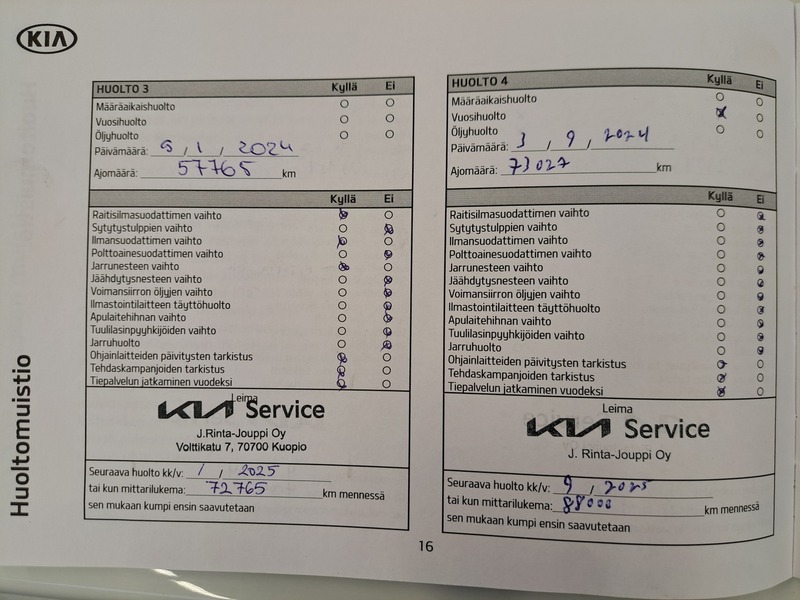 KIA
Huoltomuistio
HUOLTO 3 Kyllä Ei
Määräaikaishuolto
Vuosihuolto
Öljyhuolto
Päivämäärä: 5 / 1 / 2024
Ajomäärä: 57765 km
Kyllä Ei
Raitisilmasuodattimen vaihto
Sytytystulppien vaihto
Ilmansuodattimen vaihto
Polttoainesuodattimen vaihto
Jarrunesteen vaihto
Jäähdytysnesteen vaihto
Voimansiirron öljyjen vaihto
Ilmastointilaitteen täyttöhuolto
Apulaitehihnan vaihto
Tuulilasinpyyhkijöiden vaihto
Jarruhuolto
Ohjainlaitteiden päivitysten tarkistus
Tehdaskampanjoiden tarkistus
Tiepalvelun jatkaminen vuodeksi
Leima
KIA Service
J.Rinta-Jouppi Oy
Volttikatu 7, 70700 Kuopio
Seuraava huolto kk/v: 1 / 2025
tai kun mittarilukema: 72765 km mennessä
sen mukaan kumpi ensin saavutetaan
HUOLTO 4 Kyllä Ei
Määräaikaishuolto
Vuosihuolto
Öljyhuolto
Päivämäärä: 3 / 9 / 2024
Ajomäärä: 73027 km
Kyllä Ei
Raitisilmasuodattimen vaihto
Sytytystulppien vaihto
Ilmansuodattimen vaihto
Polttoainesuodattimen vaihto
Jarrunesteen vaihto
Jäähdytysnesteen vaihto
Voimansiirron öljyjen vaihto
Ilmastointilaitteen täyttöhuolto
Apulaitehihnan vaihto
Tuulilasinpyyhkijöiden vaihto
Jarruhuolto
Ohjainlaitteiden päivitysten tarkistus
Tehdaskampanjoiden tarkistus
Tiepalvelun jatkaminen vuodeksi
Leima
KIA Service
J. Rinta-Jouppi Oy
Seuraava huolto kk/v: 9 / 2025
tai kun mittarilukema: 88000 km mennessä
sen mukaan kumpi ensin saavutetaan
16